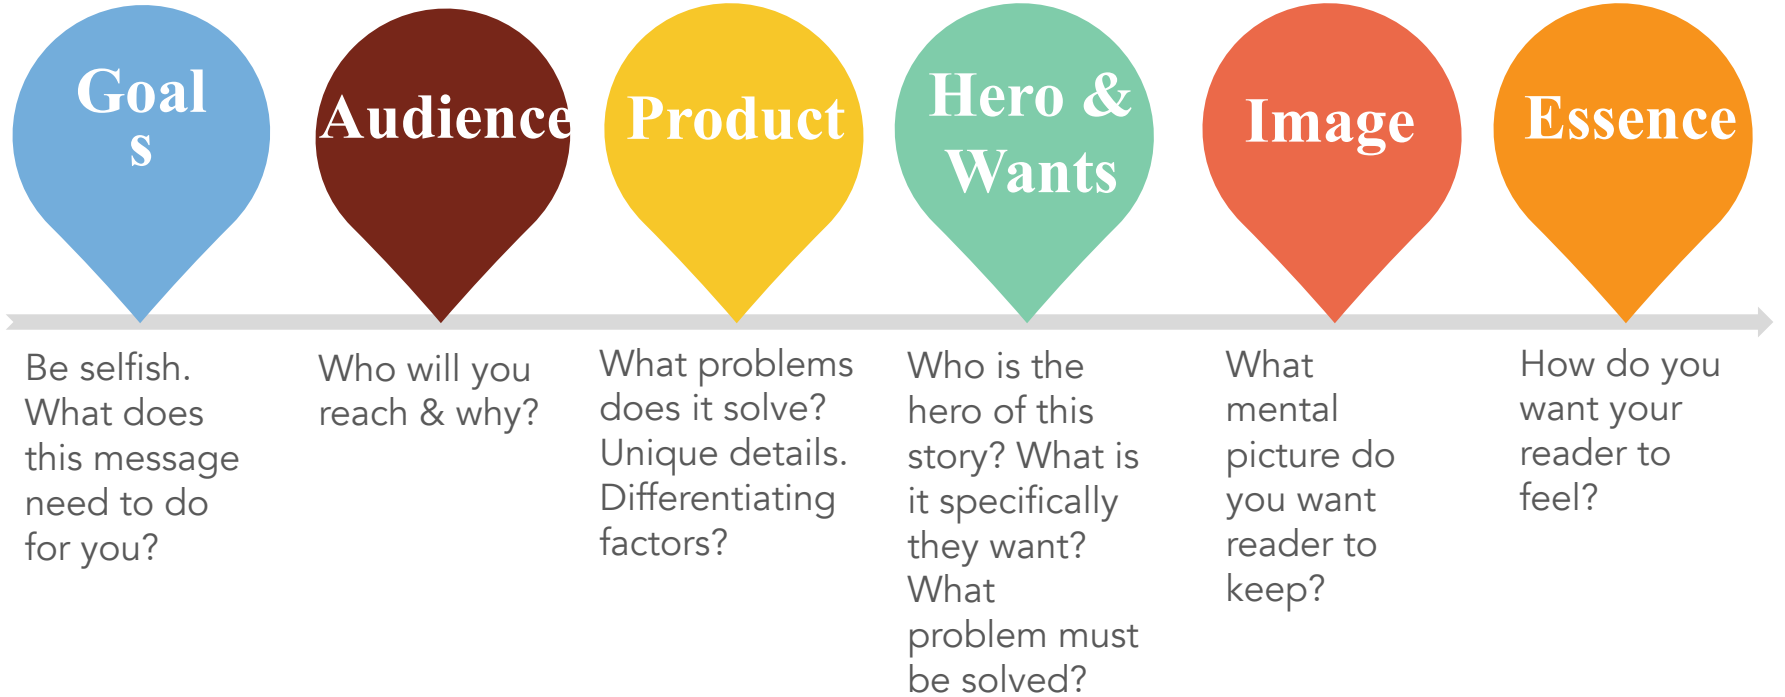 Goal
s
Audience
Product
Hero &
Wants
Image
Essence
Be selfish.
What does
this message
need to do
for you?
Who will you
reach & why?
What problems
does it solve?
Unique details.
Differentiating
factors?
Who is the
hero of this
story? What is
it specifically
they want?
What
problem must
be solved?
What
mental
picture do
you want
reader to
keep?
How do you
want your
reader to
feel?